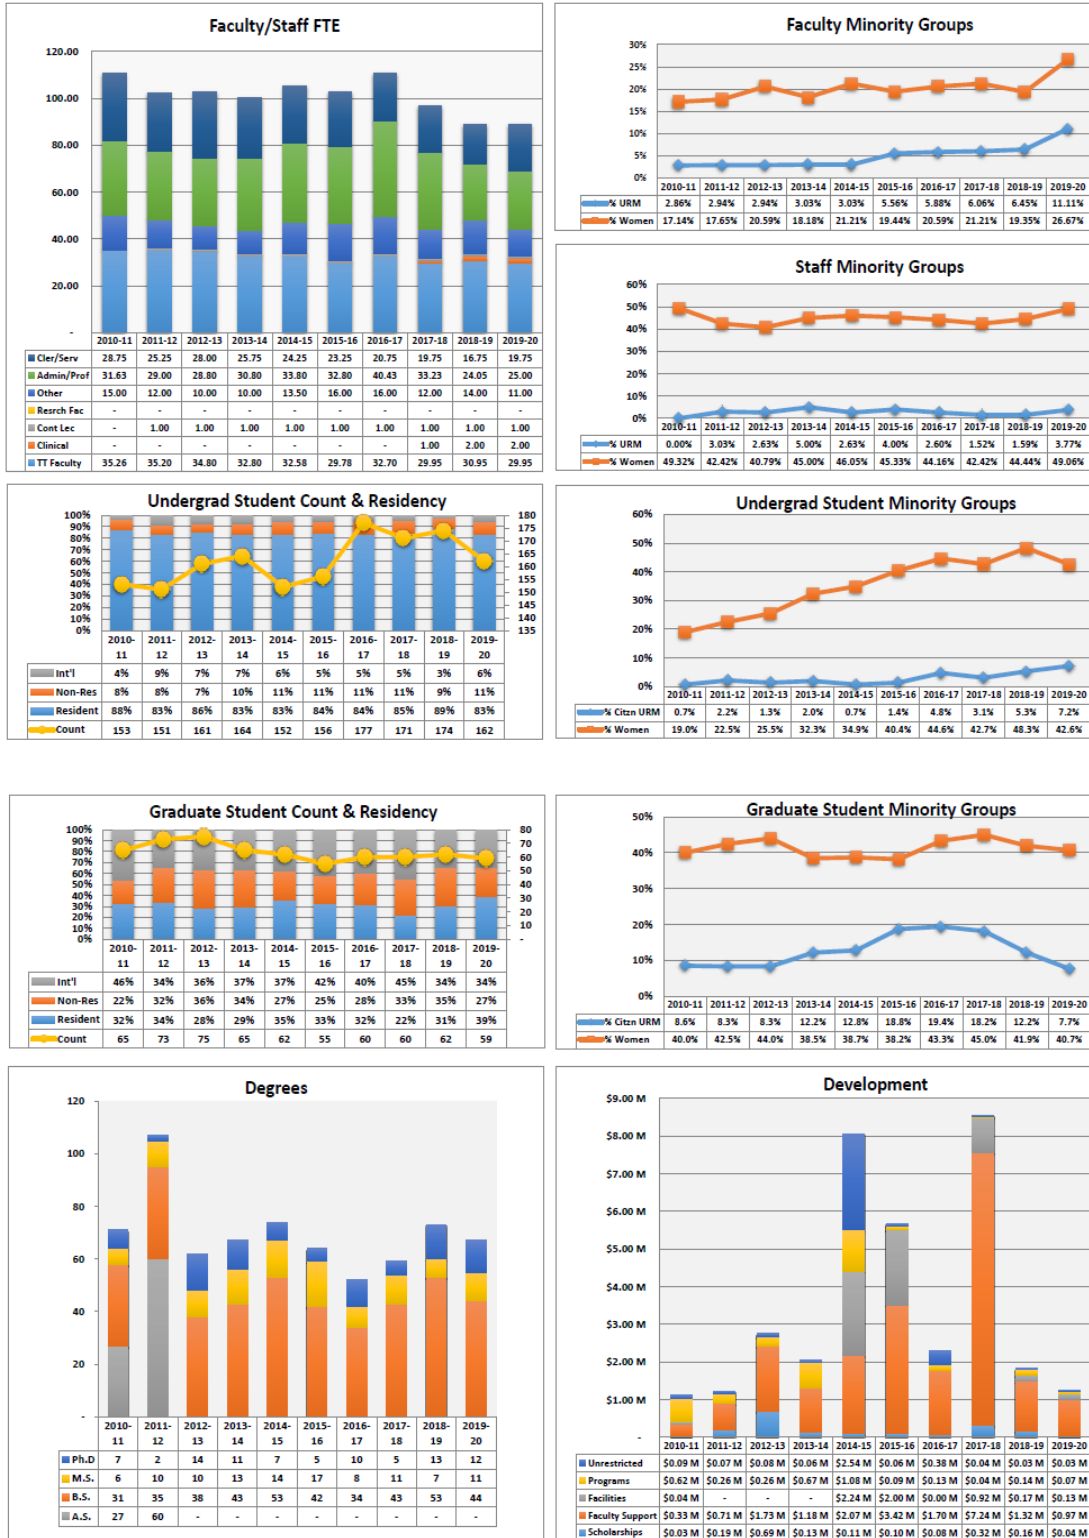 Faculty/Staff FTE
120.00
100.00
80.00
60.00
40.00
20.00
-
2010-11 2011-12 2012-13 2013-14 2014-15 2015-16 2016-17 2017-18 2018-19 2019-20
Cler/Serv 28.75 25.25 28.00 25.75 24.25 23.25 20.75 19.75 16.75 19.75
Admin/Prof 31.63 29.00 28.80 30.80 33.80 32.80 40.43 33.23 24.05 25.00
Other 15.00 12.00 10.00 10.00 13.50 16.00 16.00 12.00 14.00 11.00
Resrch Fac - - - - - - - - - -
Cont Lec - 1.00 1.00 1.00 1.00 1.00 1.00 1.00 1.00 1.00
Clinical - - - - - - - 1.00 2.00 2.00
TT Faculty 35.26 35.20 34.80 32.80 32.58 29.78 32.70 29.95 30.95 29.95
Faculty Minority Groups
30%
25%
20%
15%
10%
5%
0%
2010-11 2011-12 2012-13 2013-14 2014-15 2015-16 2016-17 2017-18 2018-19 2019-20
% URM 2.86% 2.94% 2.94% 3.03% 3.03% 5.56% 5.88% 6.06% 6.45% 11.11%
% Women 17.14% 17.65% 20.59% 18.18% 21.21% 19.44% 20.59% 21.21% 19.35% 26.67%
Staff Minority Groups
60%
50%
40%
30%
20%
10%
0%
2010-11 2011-12 2012-13 2013-14 2014-15 2015-16 2016-17 2017-18 2018-19 2019-20
% URM 0.00% 3.03% 2.63% 5.00% 2.63% 4.00% 2.60% 1.52% 1.59% 3.77%
% Women 49.32% 42.42% 40.79% 45.00% 46.05% 45.33% 44.16% 42.42% 44.44% 49.06%
Undergrad Student Count & Residency
100% 180
90% 175
80% 170
70% 165
60% 160
50% 155
40% 150
30% 145
20% 140
10% 135
0%
2010-11 2011-12 2012-13 2013-14 2014-15 2015-16 2016-17 2017-18 2018-19 2019-20
Int'l 4% 9% 7% 7% 6% 5% 5% 5% 3% 6%
Non-Res 8% 8% 7% 10% 11% 11% 11% 11% 9% 11%
Resident 88% 83% 86% 83% 83% 84% 84% 85% 89% 83%
Count 153 151 161 164 152 156 177 171 174 162
Undergrad Student Minority Groups
60%
50%
40%
30%
20%
10%
0%
2010-11 2011-12 2012-13 2013-14 2014-15 2015-16 2016-17 2017-18 2018-19 2019-20
% Citzn URM 0.7% 2.2% 1.3% 2.0% 0.7% 1.4% 4.8% 3.1% 5.3% 7.2%
% Women 19.0% 22.5% 25.5% 32.3% 34.9% 40.4% 44.6% 42.7% 48.3% 42.6%
Graduate Student Count & Residency
100% 80
90% 70
80% 60
70% 50
60% 40
50% 30
40% 20
30% 10
20% -
10%
0%
2010-11 2011-12 2012-13 2013-14 2014-15 2015-16 2016-17 2017-18 2018-19 2019-20
Int'l 46% 34% 36% 37% 37% 42% 40% 45% 34% 34%
Non-Res 22% 32% 36% 34% 27% 25% 28% 33% 35% 27%
Resident 32% 34% 28% 29% 35% 33% 32% 22% 31% 39%
Count 65 73 75 65 62 55 60 60 62 59
Graduate Student Minority Groups
50%
40%
30%
20%
10%
0%
2010-11 2011-12 2012-13 2013-14 2014-15 2015-16 2016-17 2017-18 2018-19 2019-20
% Citzn URM 8.6% 8.3% 8.3% 12.2% 12.8% 18.8% 19.4% 18.2% 12.2% 7.7%
% Women 40.0% 42.5% 44.0% 38.5% 38.7% 38.2% 43.3% 45.0% 41.9% 40.7%
Degrees
120
100
80
60
40
20
-
2010-11 2011-12 2012-13 2013-14 2014-15 2015-16 2016-17 2017-18 2018-19 2019-20
Ph.D 7 2 14 11 7 5 10 5 13 12
M.S. 6 10 10 13 14 17 8 11 7 11
B.S. 31 35 38 43 53 42 34 43 53 44
A.S. 27 60 - - - - - - - -
Development
$9.00 M
$8.00 M
$7.00 M
$6.00 M
$5.00 M
$4.00 M
$3.00 M
$2.00 M
$1.00 M
-
2010-11 2011-12 2012-13 2013-14 2014-15 2015-16 2016-17 2017-18 2018-19 2019-20
Unrestricted $0.09 M $0.07 M $0.08 M $0.06 M $2.54 M $0.06 M $0.38 M $0.04 M $0.03 M $0.03 M
Programs $0.62 M $0.26 M $0.26 M $0.67 M $1.08 M $0.09 M $0.13 M $0.04 M $0.14 M $0.07 M
Facilities $0.04 M - - - $2.24 M $2.00 M $0.00 M $0.92 M $0.17 M $0.13 M
Faculty Support $0.33 M $0.71 M $1.73 M $1.18 M $2.07 M $3.42 M $1.70 M $7.24 M $1.32 M $0.97 M
Scholarships $0.03 M $0.19 M $0.69 M $0.13 M $0.11 M $0.10 M $0.08 M $0.32 M $0.16 M $0.04 M